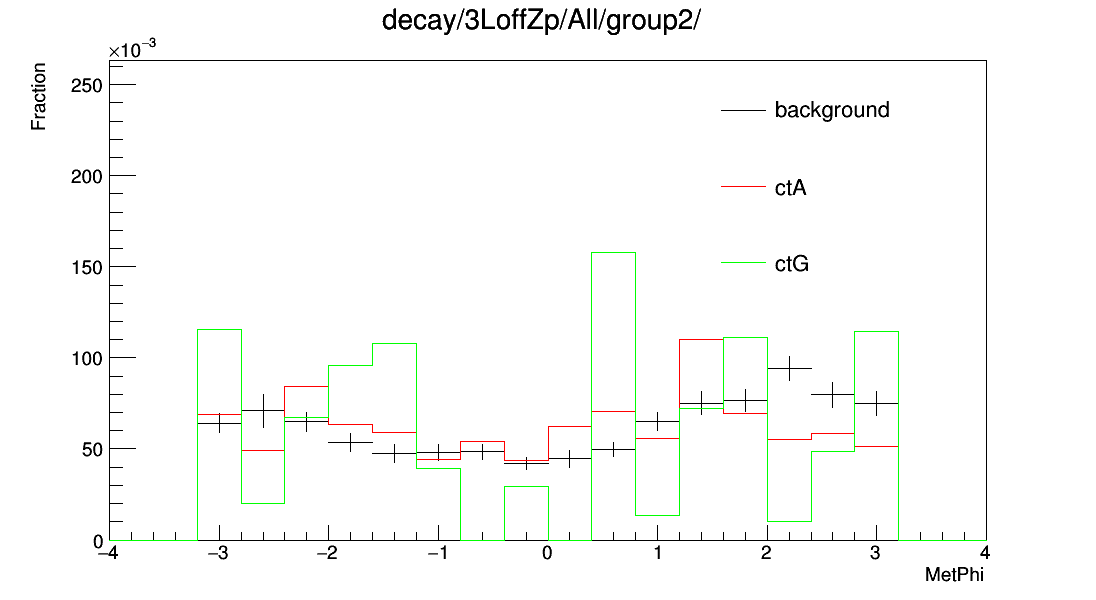 decay/3LoffZp/All/group2/
×10⁻³
Fraction
250
200
150
100
50
0
background
ctA
ctG
−4 −3 −2 −1 0 1 2 3 4
MetPhi